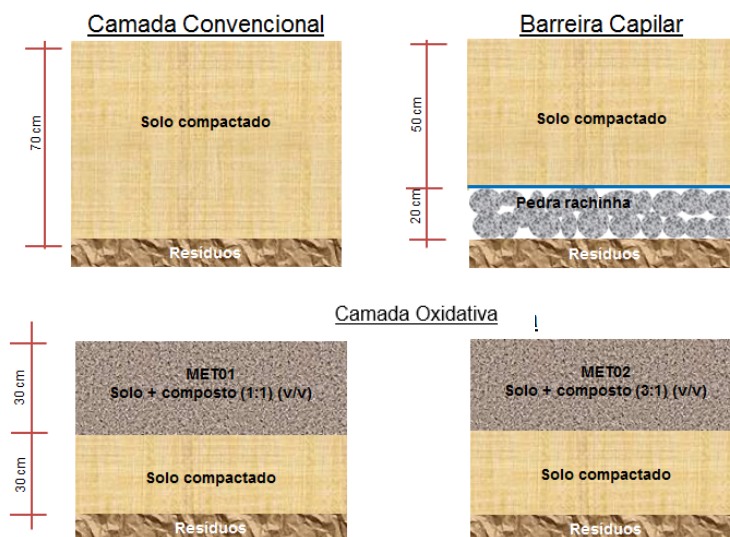 Camada Convencional
Barreira Capilar
70 cm
Solo compactado
Resíduos
50 cm
20 cm
Solo compactado
Pedra rachinha
Resíduos
Camada Oxidativa
30 cm
30 cm
MET01
Solo + composto (1:1) (v/v)
Solo compactado
Resíduos
MET02
Solo + composto (3:1) (v/v)
Solo compactado
Resíduos